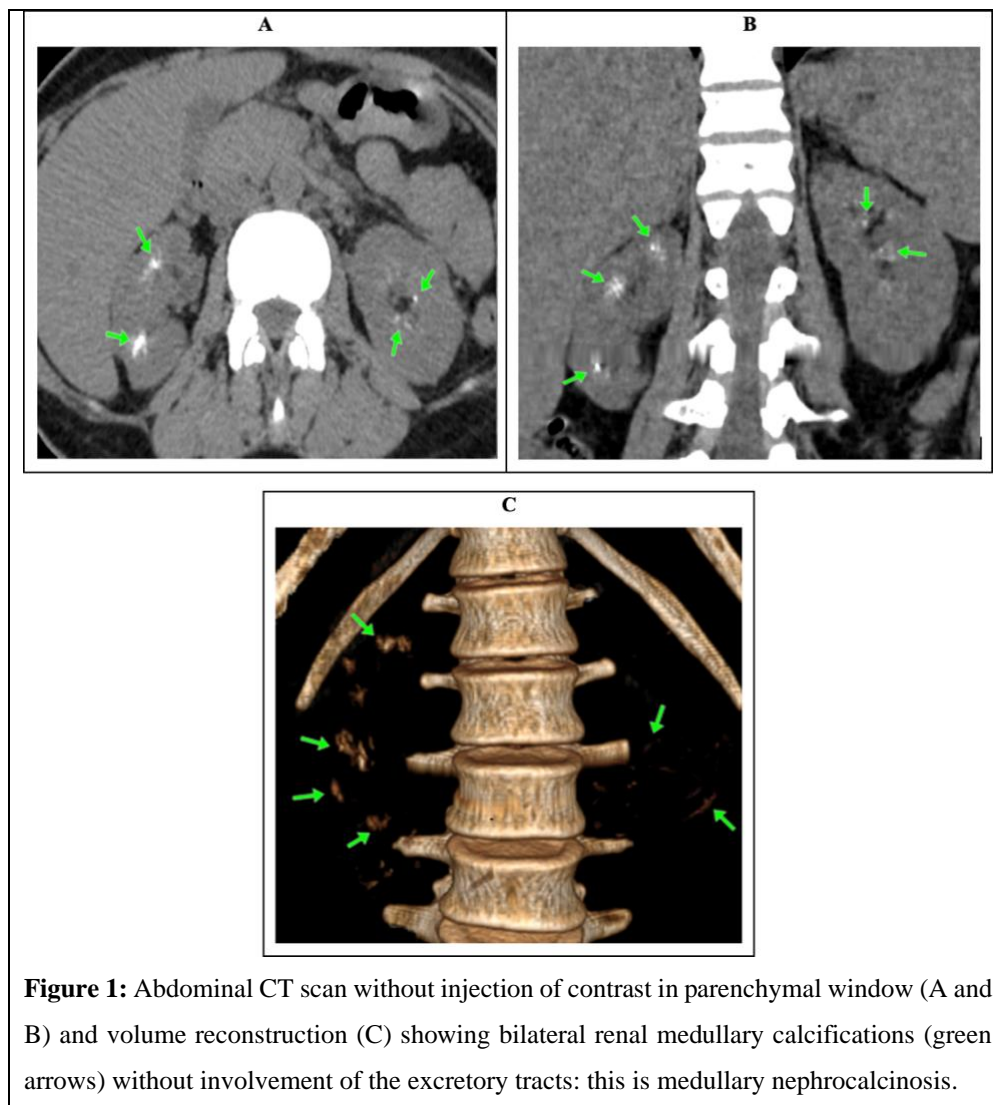 A
B
C
Figure 1: Abdominal CT scan without injection of contrast in parenchymal window (A and
B) and volume reconstruction (C) showing bilateral renal medullary calcifications (green
arrows) without involvement of the excretory tracts: this is medullary nephrocalcinosis.